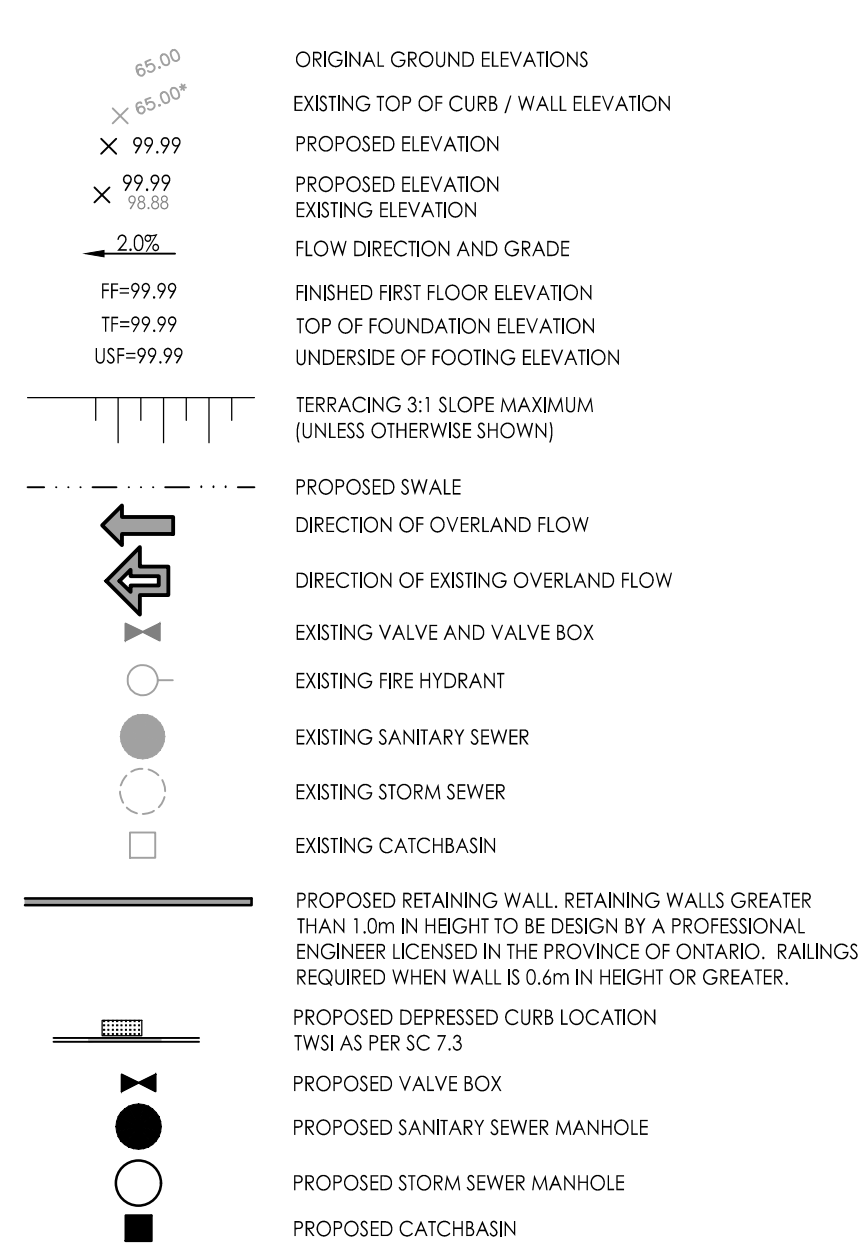 65.00 ORIGINAL GROUND ELEVATIONS
65.00* EXISTING TOP OF CURB / WALL ELEVATION
99.99 PROPOSED ELEVATION
99.99 PROPOSED ELEVATION
98.88 EXISTING ELEVATION
2.0% FLOW DIRECTION AND GRADE
FF=99.99 FINISHED FIRST FLOOR ELEVATION
TF=99.99 TOP OF FOUNDATION ELEVATION
USF=99.99 UNDERSIDE OF FOOTING ELEVATION
TERRACING 3:1 SLOPE MAXIMUM
(UNLESS OTHERWISE SHOWN)
PROPOSED SWALE
DIRECTION OF OVERLAND FLOW
DIRECTION OF EXISTING OVERLAND FLOW
EXISTING VALVE AND VALVE BOX
EXISTING FIRE HYDRANT
EXISTING SANITARY SEWER
EXISTING STORM SEWER
EXISTING CATCHBASIN
PROPOSED RETAINING WALL. RETAINING WALLS GREATER
THAN 1.0m IN HEIGHT TO BE DESIGN BY A PROFESSIONAL
ENGINEER LICENSED IN THE PROVINCE OF ONTARIO. RAILINGS
REQUIRED WHEN WALL IS 0.6m IN HEIGHT OR GREATER.
PROPOSED DEPRESSED CURB LOCATION
TWSI AS PER SC 7.3
PROPOSED VALVE BOX
PROPOSED SANITARY SEWER MANHOLE
PROPOSED STORM SEWER MANHOLE
PROPOSED CATCHBASIN